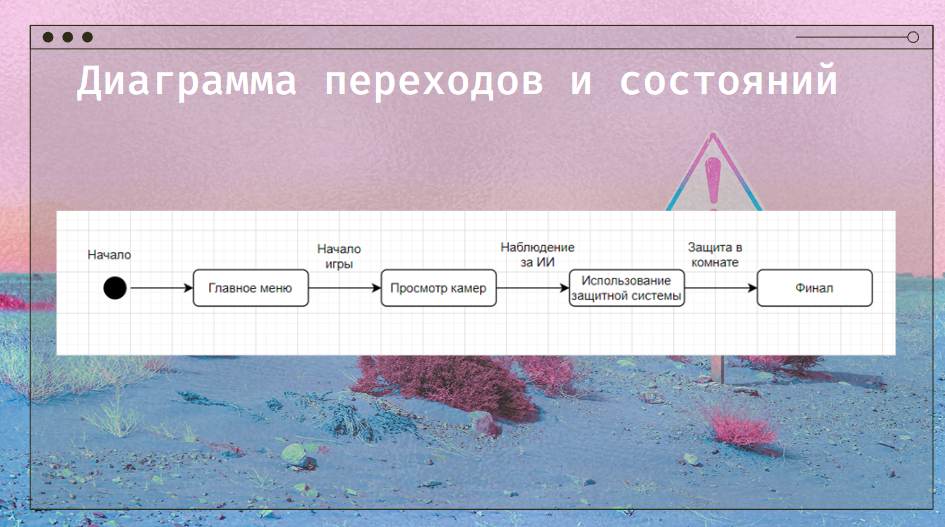 Диаграмма переходов и состояний
Начало
Начало
игры
Наблюдение
за ИИ
Защита в
комнате
Главное меню
Просмотр камер
Использование
защитной системы
Финал